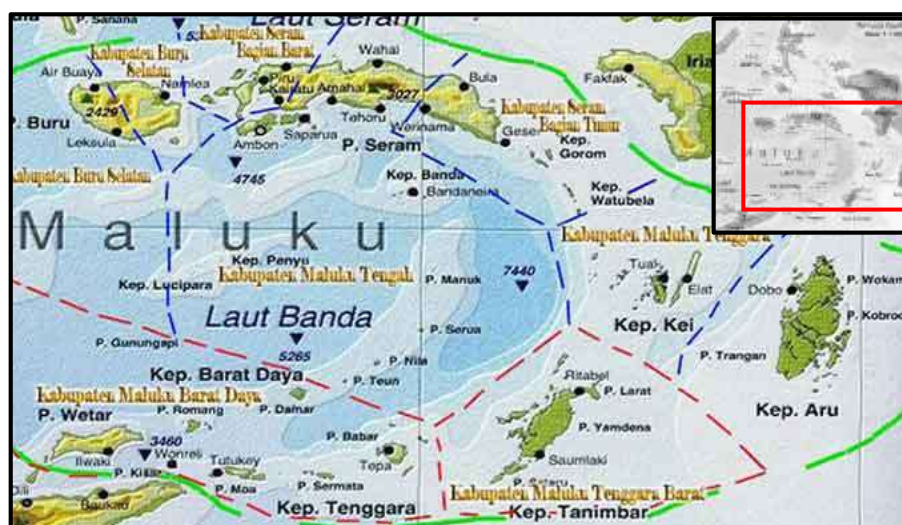 P. Sanana
Laut Seram
Kabupaten Buru
Selatan
Kabupaten Seram
Bagian Barat
Wahai
Air Buaya
Namlea
Piru
Kairatu
Amahai
Bula
Fakfak
2429
3027
P. Buru
Leksula
Ambon
Saparua
Tehoru
Werinama
Kabupaten Seram
Bagian Timur
Geser
P. Seram
Kep.
Gorom
4745
Kabupaten Buru Selatan
Kep. Banda
Bandaneira
Kep.
Watubela
Maluku
Kabupaten Maluku Tenggara
Kep. Penyu
Kabupaten Maluku Tengah
P. Manuk
7440
Tual
Elat
Dobo
P. Wokam
Kep. Lucipara
Laut Banda
P. Serua
Kep. Kei
P. Kobroo
P. Gunungapi
5265
P. Nila
P. Trangan
Kep. Barat Daya
P. Teun
Ritabel
P. Larat
Kabupaten Maluku Barat Daya
P. Wetar
P. Romang
P. Damar
Kep. Aru
P. Yamdena
3460
P. Babar
Ilwaki
Wonreli
Tutukey
Tepa
Saumlaki
P. Moa
P. Sermata
Kabupaten Maluku Tenggara Barat
Dili
Baukau
Kep. Tenggara
Kep. Tanimbar